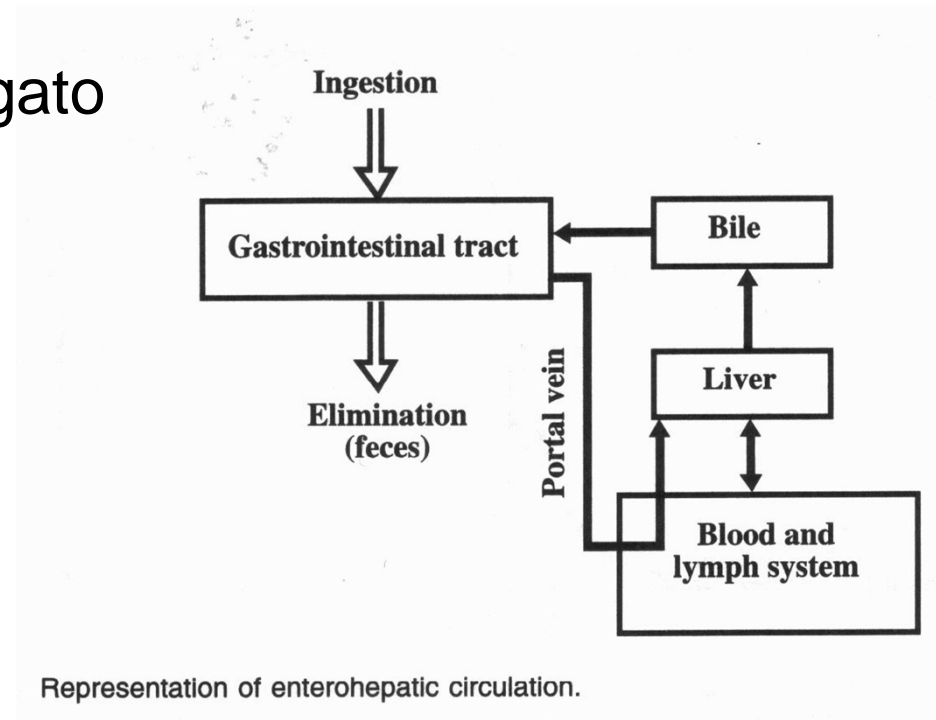 gato
Ingestion
Gastrointestinal tract
Bile
Liver
Elimination
(feces)
Portal vein
Blood and
lymph system
Representation of enterohepatic circulation.